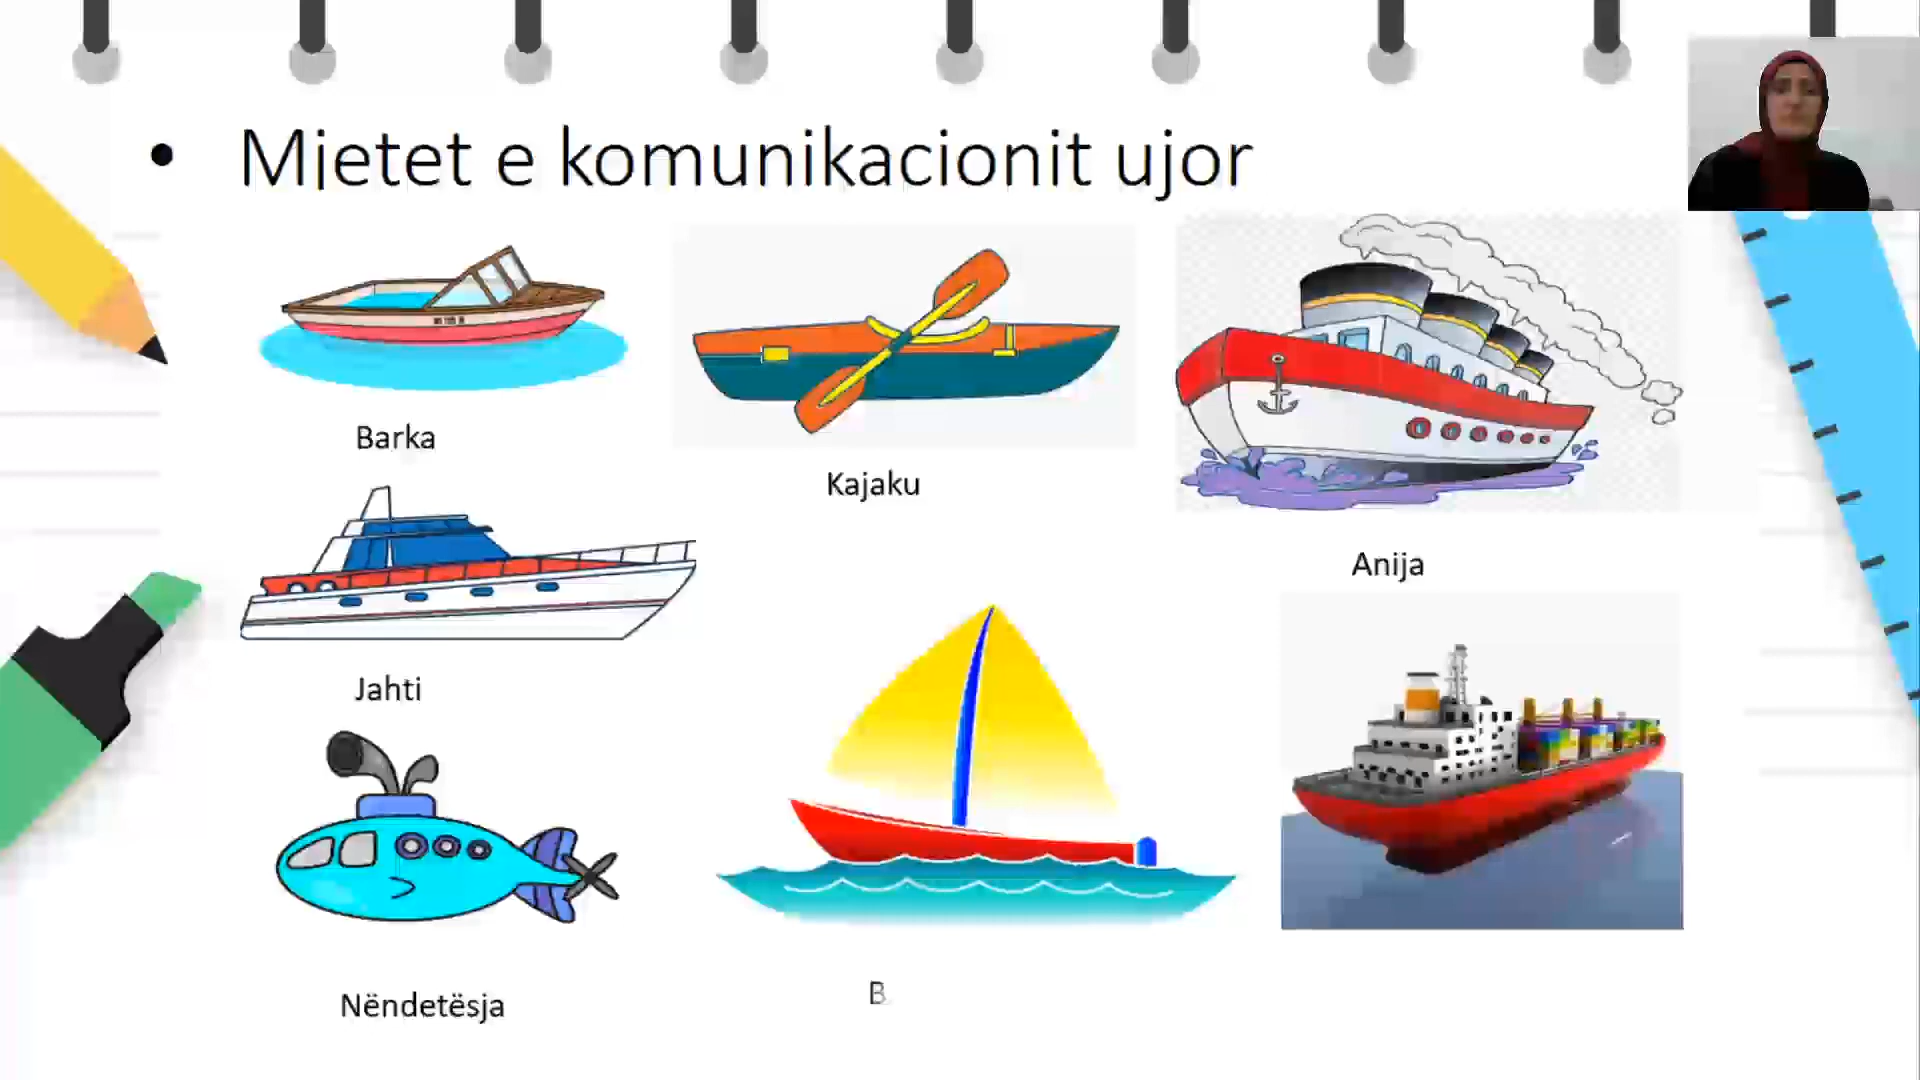 • Mjetet e komunikacionit ujor
Barka
Kajaku
Anija
Jahti
Nëndetësja
B